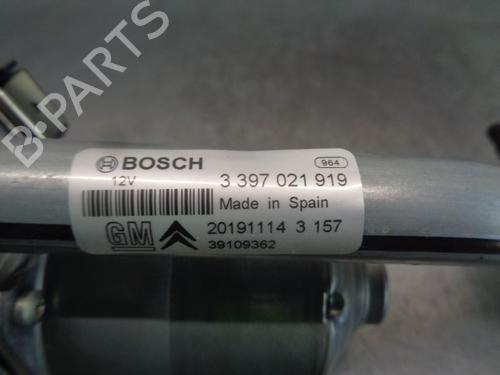 B-PARTS
BOSCH
964
12V
3 397 021 919
Made in Spain
GM
20191114 3 157
39109362